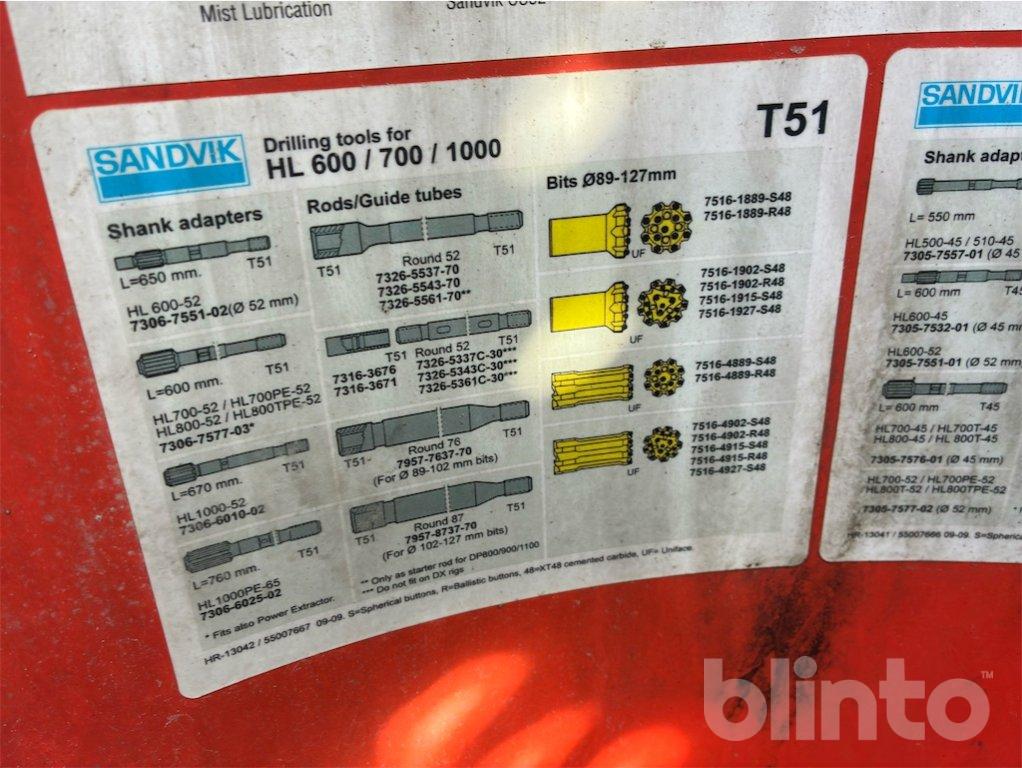 Mist Lubrication
SANDVIK
Drilling tools for
HL 600 / 700 / 1000
T51
Shank adapters
T51
L=650 mm.
HL 600-52
7306-7551-02(Ø 52 mm)
T51
L=600 mm.
HL700-52 / HL700PE-52
HL800-52 / HL800TPE-52
7306-7577-03*
T51
L=670 mm.
HL1000-52
7306-6010-02
T51
L=760 mm.
HL1000PE-65
7306-6025-02
* Fits also Power Extractor.
Rods/Guide tubes
T51
T51
Round 52
7326-5537-70
7326-5543-70
7326-5561-70**
T51
T51
Round 52
7316-3676
7316-3671
7326-5337C-30***
7326-5343C-30***
7326-5361C-30***
T51
T51
Round 76
7957-7637-70
(For Ø 89-102 mm bits)
T51
T51
Round 87
7957-8737-70
(For Ø 102-127 mm bits)
** Only as starter rod for DP800/900/1100
*** Do not fit on DX rigs
Bits Ø89-127mm
UF
7516-1889-S48
7516-1889-R48
UF
7516-1902-S48
7516-1902-R48
7516-1915-S48
7516-1927-S48
UF
7516-4889-S48
7516-4889-R48
UF
7516-4902-S48
7516-4902-R48
7516-4915-S48
7516-4915-R48
7516-4927-S48
HR-13042 / 55007667 09-09. S=Spherical buttons, R=Ballistic buttons, 48=XT48 cemented carbide, UF= Uniface.
SANDVI
Shank adapt
L= 550 mm
HL500-45 / 510-45
7305-7557-01 (Ø 45
T45
L= 600 mm
HL600-45
7305-7532-01 (Ø 45 m
HL600-52
7305-7551-01 (Ø 52 mm)
T45
L= 600 mm
HL700-45 / HL700T-45
HL800-45 / HL 800T-45
7305-7576-01 (Ø 45 mm)
HL700-52 / HL700PE-52
HL800T-52 / HL800TPE-52
7305-7577-02 (Ø 52 mm)
HR-13041 / 55007666 09-09. S=Spheri
blinto™